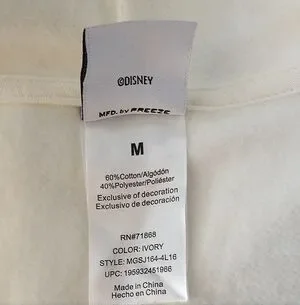 ©DISNEY
MFD. by FREEZE
M
60%Cotton/Algodón
40%Polyester/Poliéster
Exclusive of decoration
Exclusivo de decoración
RN#71868
COLOR: IVORY
STYLE: MGSJ164-4L16
UPC: 195932451986
Made in China
Hecho en China